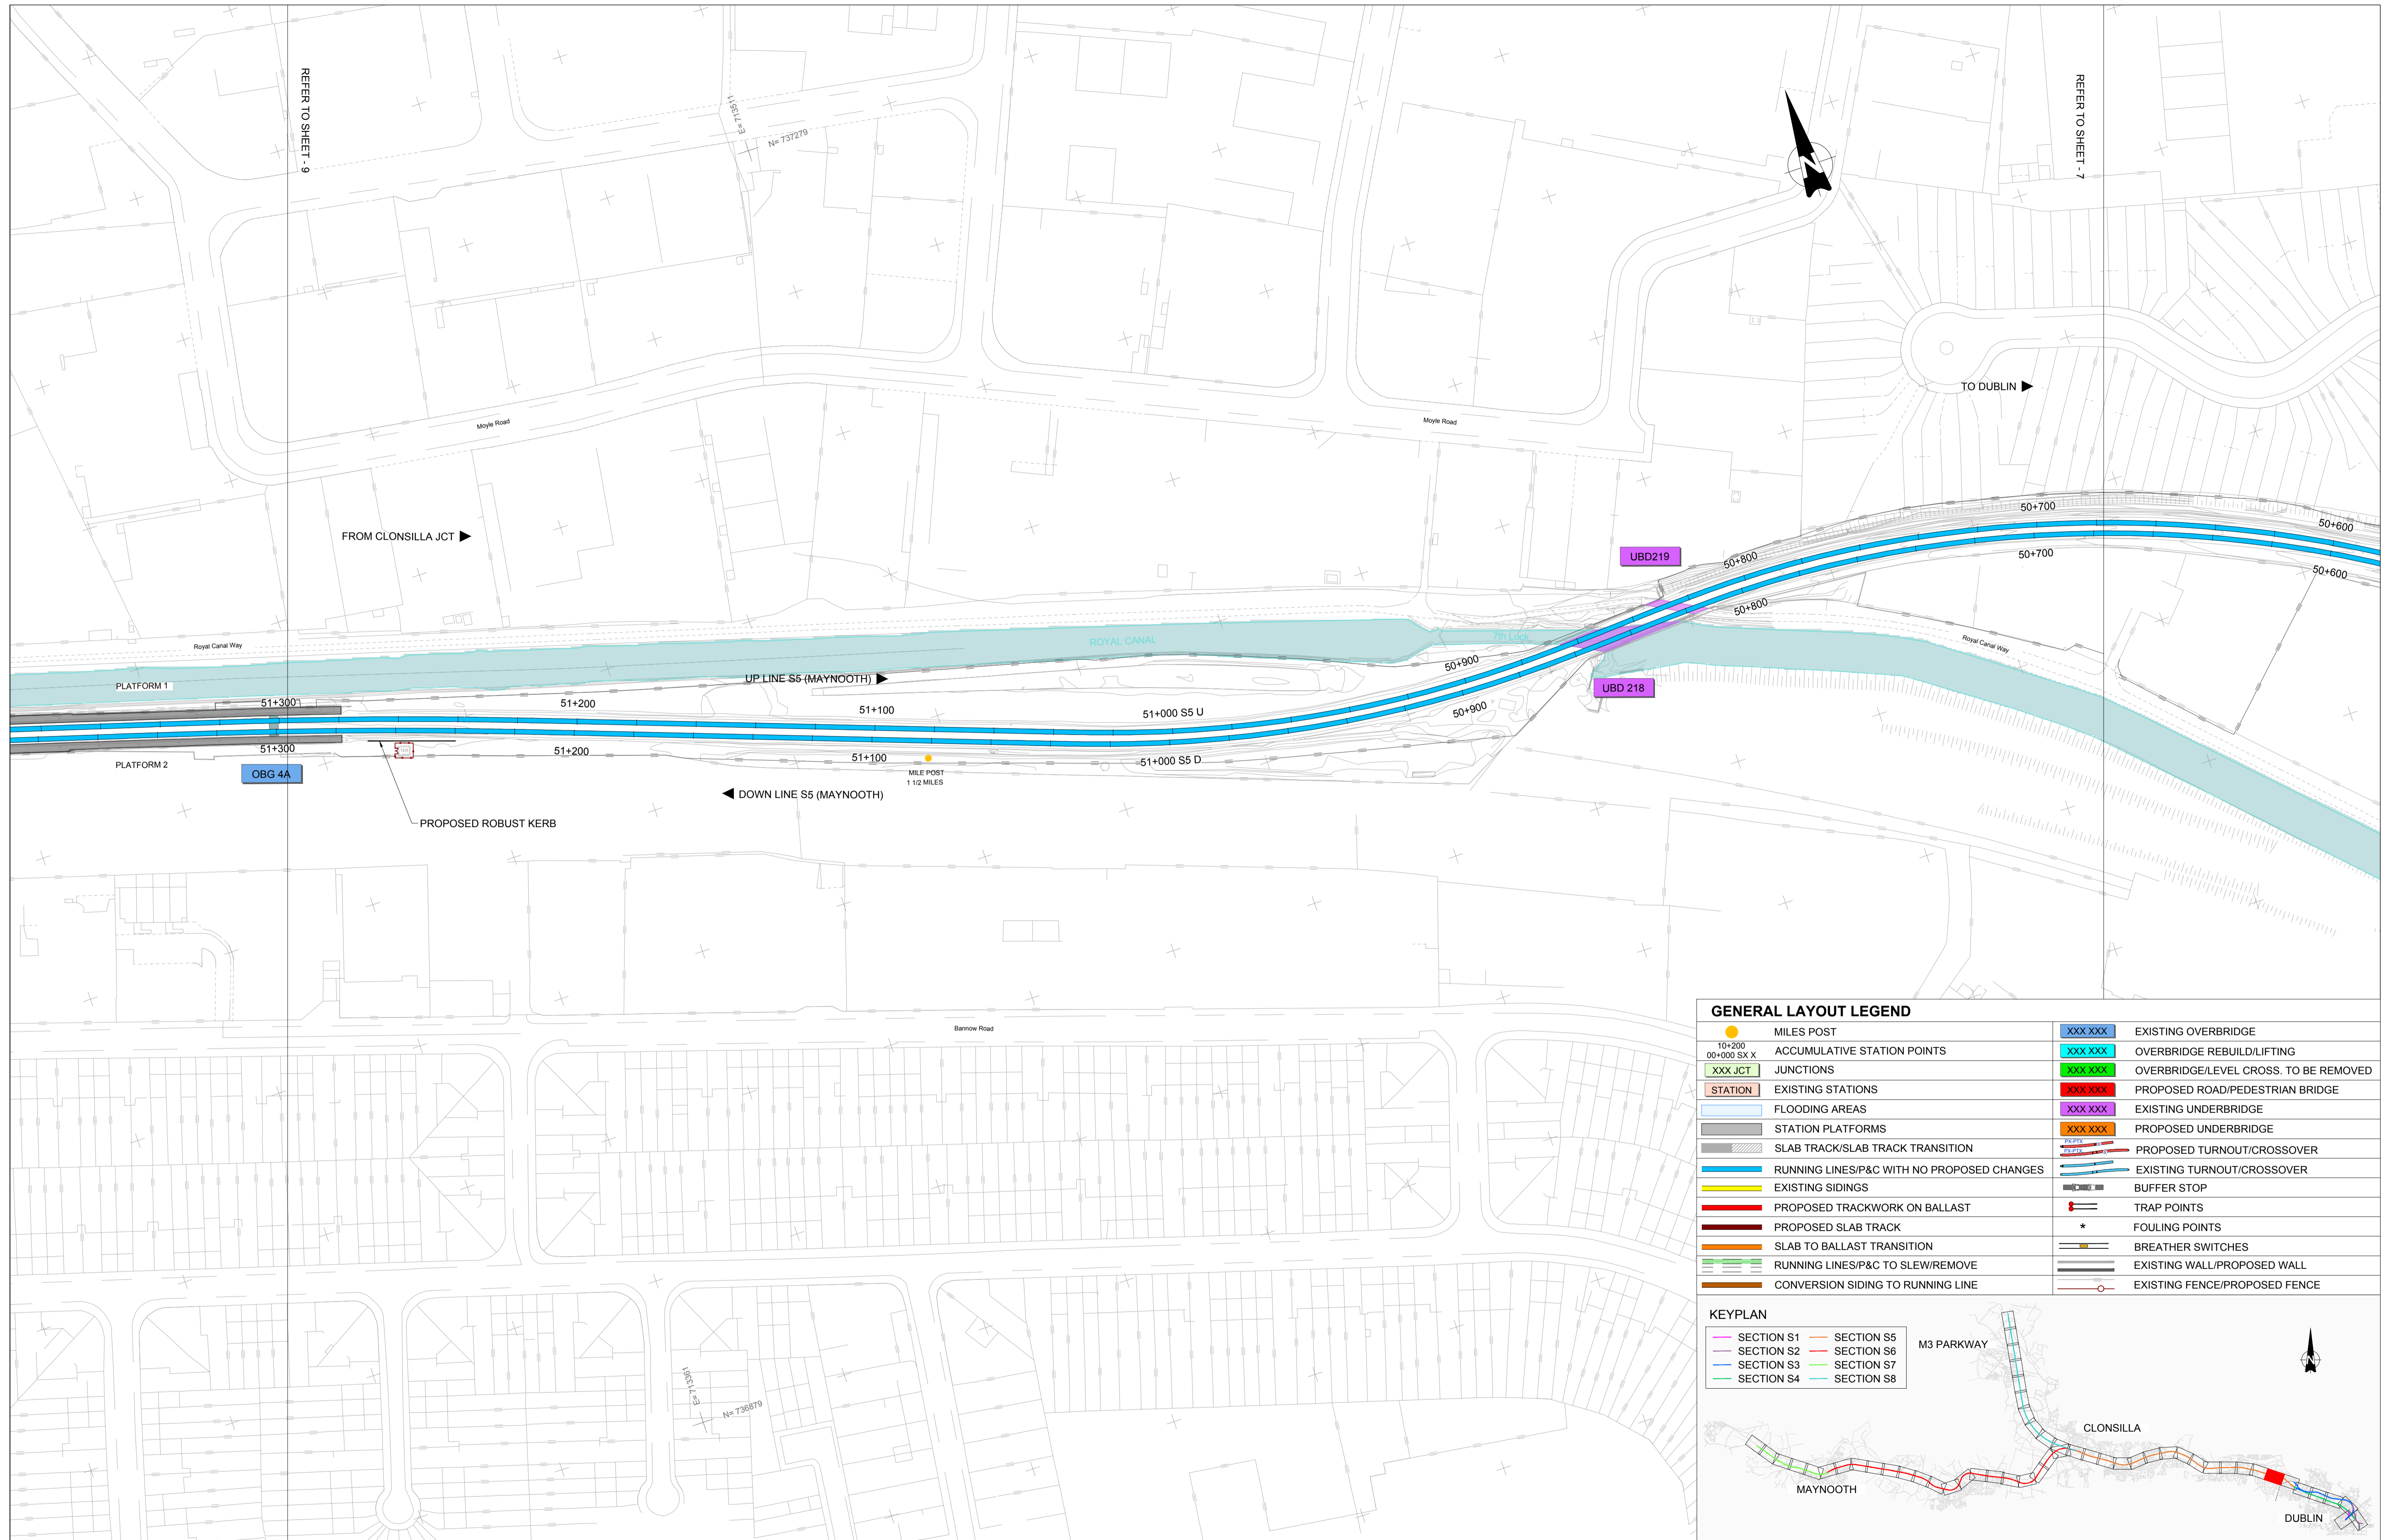 REFER TO SHEET - 9
REFER TO SHEET - 7
E= 713511
N= 737279
TO DUBLIN
Moyle Road
Moyle Road
FROM CLONSILLA JCT
50+700
50+600
50+700
50+600
UBD219
50+800
50+800
ROYAL CANAL
7th Lock
Royal Canal Way
Royal Canal Way
50+900
PLATFORM 1
UP LINE S5 (MAYNOOTH)
UBD 218
51+300
51+200
51+100
51+000 S5 U
50+900
51+300
51+200
51+100
51+000 S5 D
PLATFORM 2
OBG 4A
MILE POST
1 1/2 MILES
DOWN LINE S5 (MAYNOOTH)
PROPOSED ROBUST KERB
Bannow Road
E= 713361
N= 736879
GENERAL LAYOUT LEGEND
MILES POST
10+200
00+000 SX X
ACCUMULATIVE STATION POINTS
XXX JCT
JUNCTIONS
STATION
EXISTING STATIONS
FLOODING AREAS
STATION PLATFORMS
SLAB TRACK/SLAB TRACK TRANSITION
RUNNING LINES/P&C WITH NO PROPOSED CHANGES
EXISTING SIDINGS
PROPOSED TRACKWORK ON BALLAST
PROPOSED SLAB TRACK
SLAB TO BALLAST TRANSITION
RUNNING LINES/P&C TO SLEW/REMOVE
CONVERSION SIDING TO RUNNING LINE
XXX XXX
EXISTING OVERBRIDGE
XXX XXX
OVERBRIDGE REBUILD/LIFTING
XXX XXX
OVERBRIDGE/LEVEL CROSS. TO BE REMOVED
XXX XXX
PROPOSED ROAD/PEDESTRIAN BRIDGE
XXX XXX
EXISTING UNDERBRIDGE
XXX XXX
PROPOSED UNDERBRIDGE
PX-PTX
PX-PTX
PROPOSED TURNOUT/CROSSOVER
EXISTING TURNOUT/CROSSOVER
BUFFER STOP
TRAP POINTS
*
FOULING POINTS
BREATHER SWITCHES
EXISTING WALL/PROPOSED WALL
EXISTING FENCE/PROPOSED FENCE
KEYPLAN
SECTION S1
SECTION S2
SECTION S3
SECTION S4
SECTION S5
SECTION S6
SECTION S7
SECTION S8
M3 PARKWAY
CLONSILLA
MAYNOOTH
DUBLIN